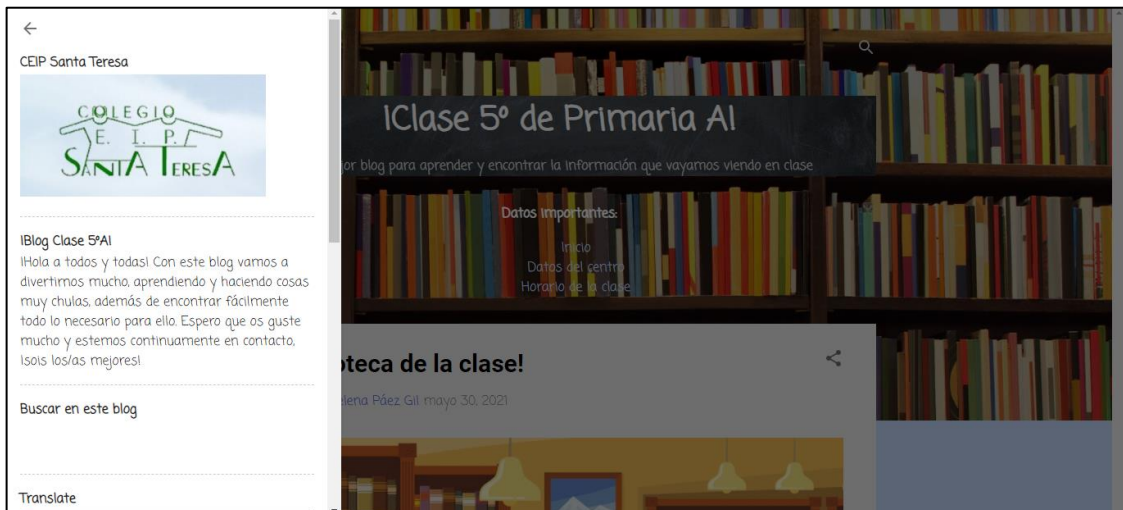 CEIP Santa Teresa
COLEGIO
E. I. P.
SANTA TERESA
¡Blog Clase 5ºA!
¡Hola a todos y todas! Con este blog vamos a
divertirnos mucho, aprendiendo y haciendo cosas
muy chulas, además de encontrar fácilmente
todo lo necesario para ello. Espero que os guste
mucho y estemos continuamente en contacto,
¡sois los/as mejores!
Buscar en este blog
Translate
¡Clase 5º de Primaria A!
jor blog para aprender y encontrar la información que vayamos viendo en clase
Datos importantes:
Inicio
Datos del centro
Horario de la clase
oteca de la clase!
elena Páez Gil mayo 30, 2021